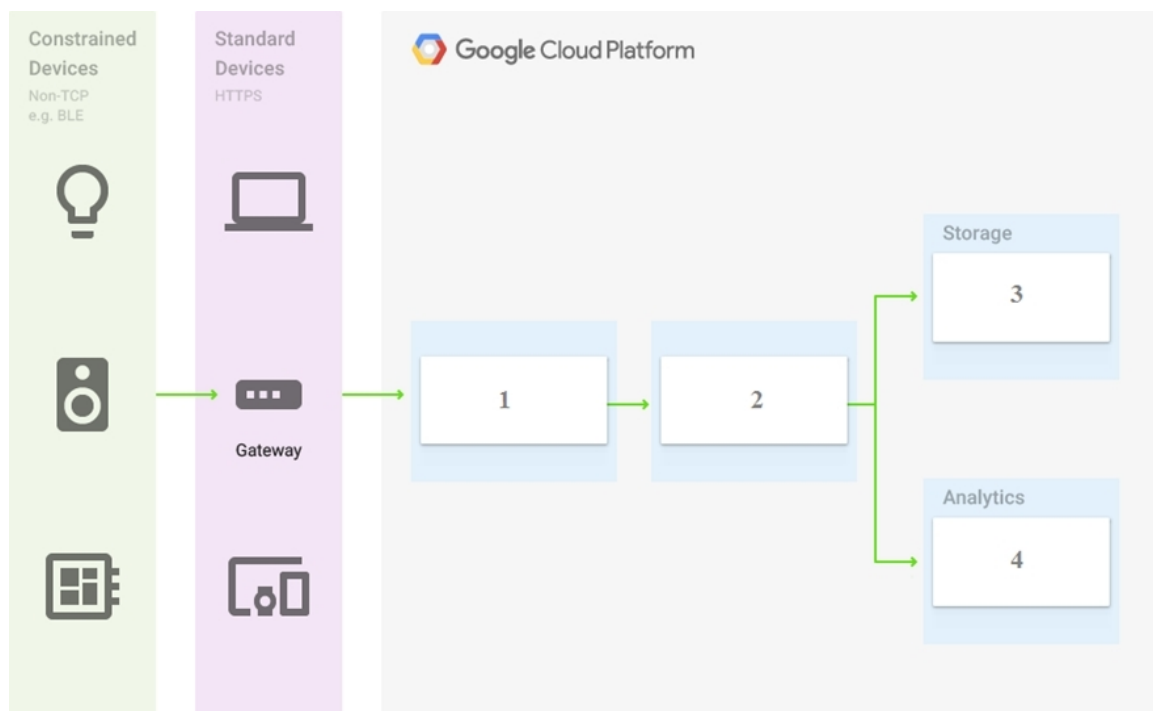 Constrained
Devices
Non-TCP
e.g. BLE
Standard
Devices
HTTPS
Gateway
Google Cloud Platform
1
2
Storage
3
Analytics
4